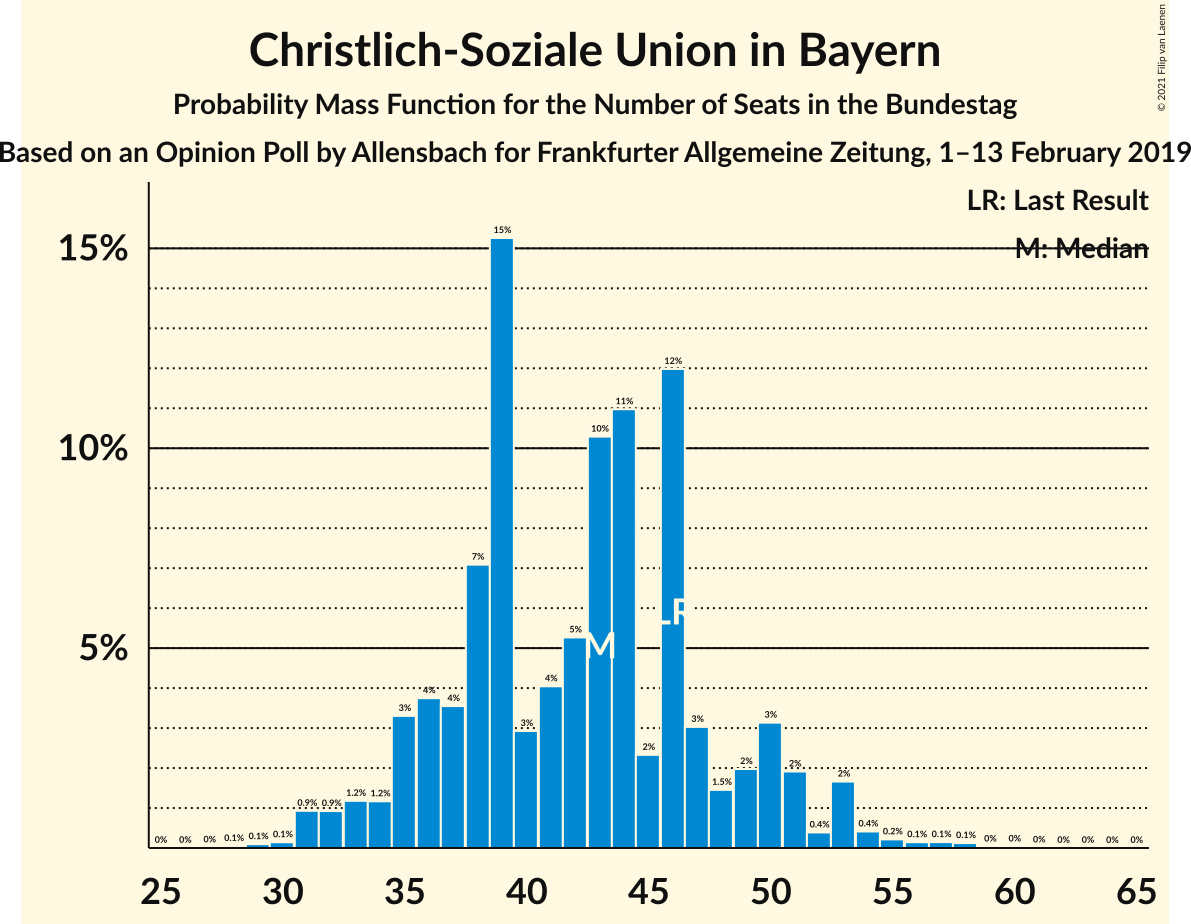 Christlich-Soziale Union in Bayern
Probability Mass Function for the Number of Seats in the Bundestag
Based on an Opinion Poll by Allensbach for Frankfurter Allgemeine Zeitung, 1–13 February 2019
© 2021 Filip van Laenen
LR: Last Result
M: Median
15%
10%
5%
0% 0% 0% 0.1% 0.1% 0.1% 0.9% 0.9% 1.2% 1.2% 3% 4% 4% 7% 15% 3% 4% 5% 10% 11% 2% 12% 3% 1.5% 2% 3% 2% 0.4% 2% 0.4% 0.2% 0.1% 0.1% 0.1% 0% 0% 0% 0% 0% 0% 0%
M
LR
25 30 35 40 45 50 55 60 65